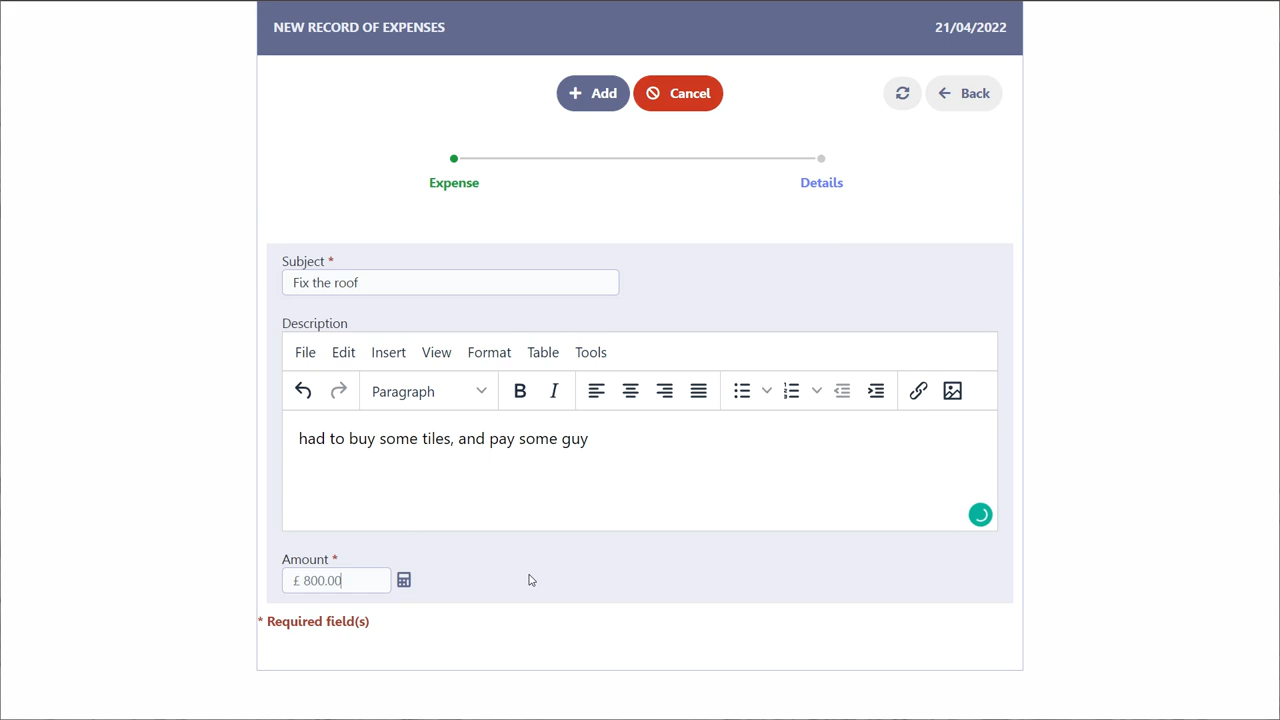 NEW RECORD OF EXPENSES 21/04/2022
Add Cancel Back
Expense Details
Subject *
Fix the roof
Description
File Edit Insert View Format Table Tools
Paragraph B I
had to buy some tiles, and pay some guy
Amount *
£ 800.00
* Required field(s)